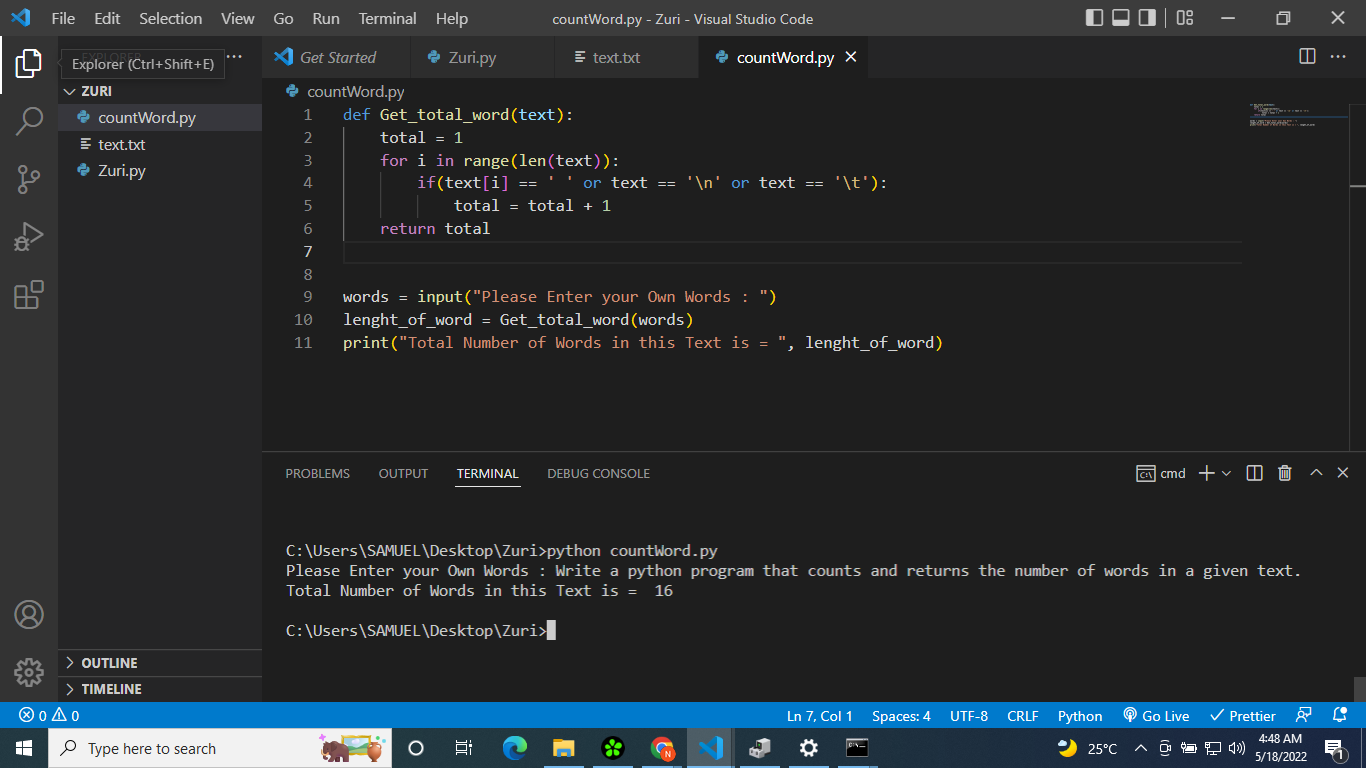 File Edit Selection View Go Run Terminal Help countWord.py - Zuri - Visual Studio Code
Explorer (Ctrl+Shift+E)
Get Started Zuri.py text.txt countWord.py
ZURI
countWord.py
text.txt
Zuri.py
OUTLINE
TIMELINE
countWord.py
1 def Get_total_word(text):
2 total = 1
3 for i in range(len(text)):
4 if(text[i] == ' ' or text == '\n' or text == '\t'):
5 total = total + 1
6 return total
7
8
9 words = input("Please Enter your Own Words : ")
10 lenght_of_word = Get_total_word(words)
11 print("Total Number of Words in this Text is = ", lenght_of_word)
PROBLEMS OUTPUT TERMINAL DEBUG CONSOLE cmd
C:\Users\SAMUEL\Desktop\Zuri>python countWord.py
Please Enter your Own Words : Write a python program that counts and returns the number of words in a given text.
Total Number of Words in this Text is =  16
C:\Users\SAMUEL\Desktop\Zuri>
0 0 Ln 7, Col 1 Spaces: 4 UTF-8 CRLF Python Go Live Prettier
Type here to search 25°C 4:48 AM
5/18/2022 1